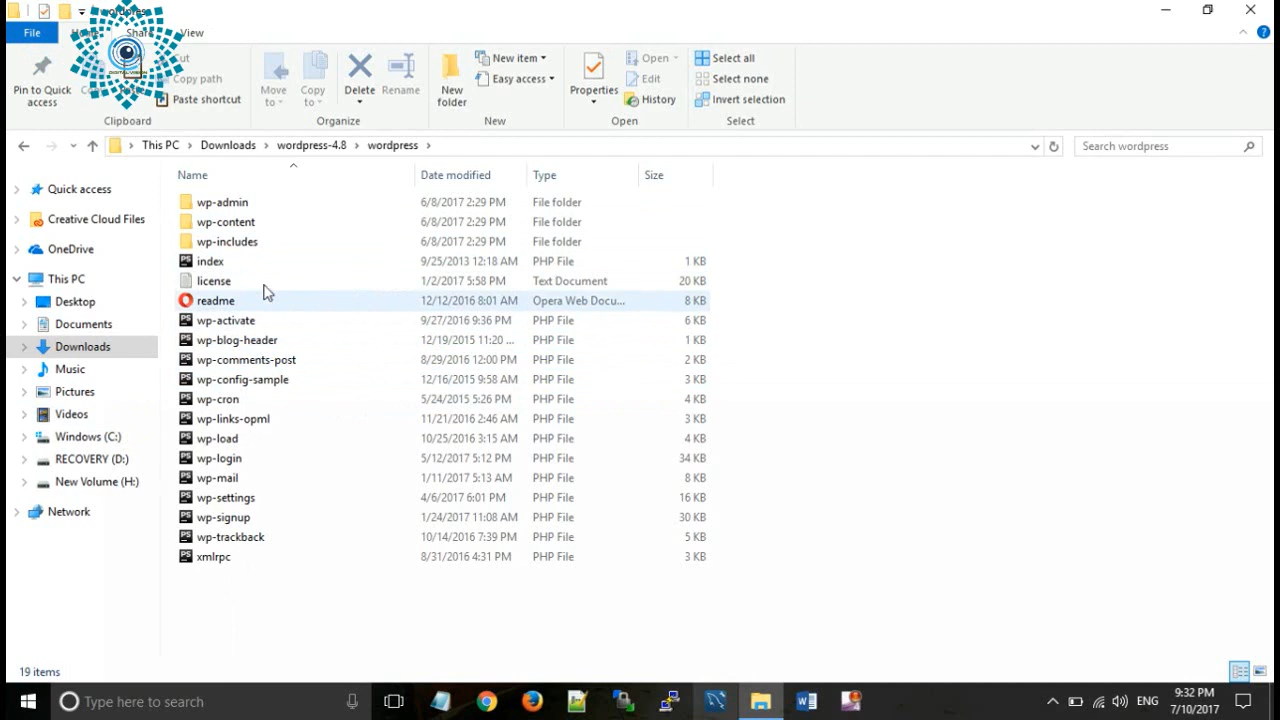 wordpress
File Home Share View
Pin to Quick access
Cut
Copy path
Paste shortcut
Move to
Copy to
Delete
Rename
New folder
New item
Easy access
Properties
Open
Edit
History
Select all
Select none
Invert selection
Clipboard Organize New Open Select
DIGITAL VISION
This PC Downloads wordpress-4.8 wordpress
Search wordpress
Name Date modified Type Size
Quick access
Creative Cloud Files
OneDrive
This PC
Desktop
Documents
Downloads
Music
Pictures
Videos
Windows (C:)
RECOVERY (D:)
New Volume (H:)
Network
wp-admin 6/8/2017 2:29 PM File folder
wp-content 6/8/2017 2:29 PM File folder
wp-includes 6/8/2017 2:29 PM File folder
index 9/25/2013 12:18 AM PHP File 1 KB
license 1/2/2017 5:58 PM Text Document 20 KB
readme 12/12/2016 8:01 AM Opera Web Docu... 8 KB
wp-activate 9/27/2016 9:36 PM PHP File 6 KB
wp-blog-header 12/19/2015 11:20 ... PHP File 1 KB
wp-comments-post 8/29/2016 12:00 PM PHP File 2 KB
wp-config-sample 12/16/2015 9:58 AM PHP File 3 KB
wp-cron 5/24/2015 5:26 PM PHP File 4 KB
wp-links-opml 11/21/2016 2:46 AM PHP File 3 KB
wp-load 10/25/2016 3:15 AM PHP File 4 KB
wp-login 5/12/2017 5:12 PM PHP File 34 KB
wp-mail 1/11/2017 5:13 AM PHP File 8 KB
wp-settings 4/6/2017 6:01 PM PHP File 16 KB
wp-signup 1/24/2017 11:08 AM PHP File 30 KB
wp-trackback 10/14/2016 7:39 PM PHP File 5 KB
xmlrpc 8/31/2016 4:31 PM PHP File 3 KB
19 items
Type here to search
ENG
9:32 PM
7/10/2017